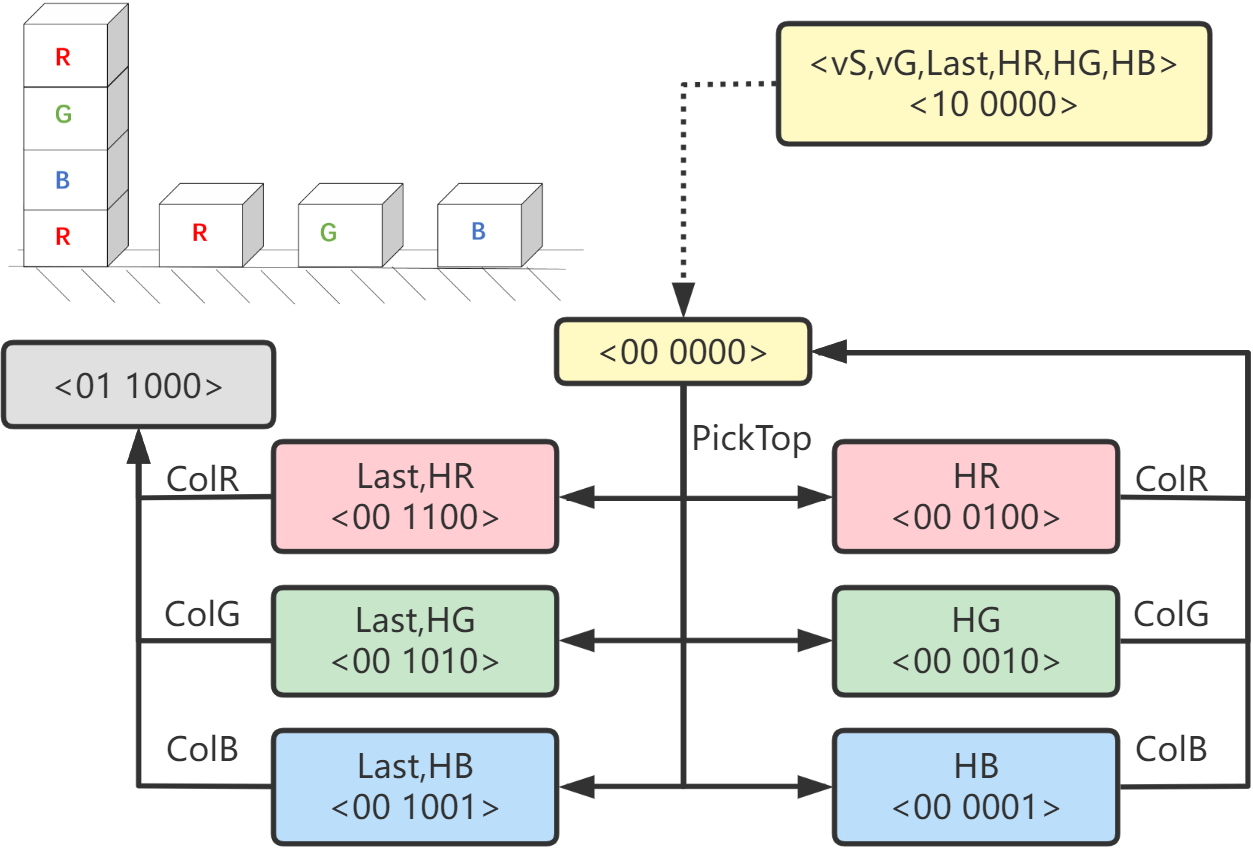 R
G
B
R
R
G
B
<vS,vG,Last,HR,HG,HB>
<10 0000>
<00 0000>
<01 1000>
PickTop
ColR
Last,HR
<00 1100>
HR
<00 0100>
ColR
ColG
Last,HG
<00 1010>
HG
<00 0010>
ColG
ColB
Last,HB
<00 1001>
HB
<00 0001>
ColB